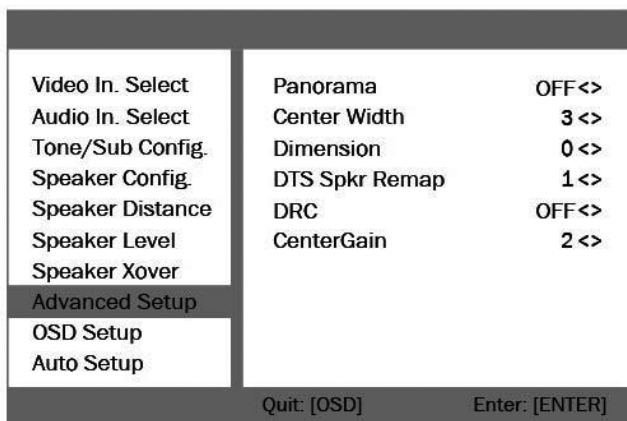 Video In. Select
Audio In. Select
Tone/Sub Config.
Speaker Config.
Speaker Distance
Speaker Level
Speaker Xover
Advanced Setup
OSD Setup
Auto Setup
Panorama OFF<>
Center Width 3<>
Dimension 0<>
DTS Spkr Remap 1<>
DRC OFF<>
CenterGain 2<>
Quit: [OSD] Enter: [ENTER]